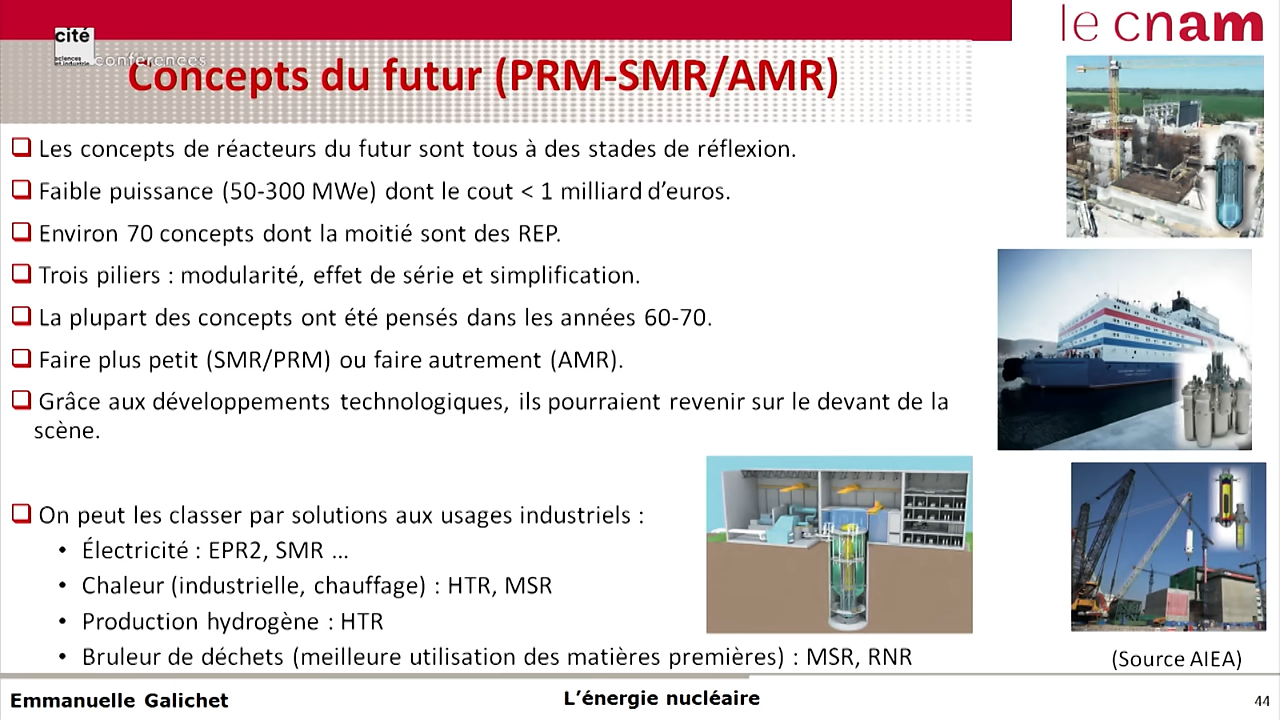 le cnam
cité
sciences
et industrie
conférences
Concepts du futur (PRM-SMR/AMR)
Les concepts de réacteurs du futur sont tous à des stades de réflexion.
Faible puissance (50-300 MWe) dont le cout < 1 milliard d’euros.
Environ 70 concepts dont la moitié sont des REP.
Trois piliers : modularité, effet de série et simplification.
La plupart des concepts ont été pensés dans les années 60-70.
Faire plus petit (SMR/PRM) ou faire autrement (AMR).
Grâce aux développements technologiques, ils pourraient revenir sur le devant de la
scène.
On peut les classer par solutions aux usages industriels :
• Électricité : EPR2, SMR …
• Chaleur (industrielle, chauffage) : HTR, MSR
• Production hydrogène : HTR
• Bruleur de déchets (meilleure utilisation des matières premières) : MSR, RNR
(Source AIEA)
Emmanuelle Galichet
L’énergie nucléaire
44